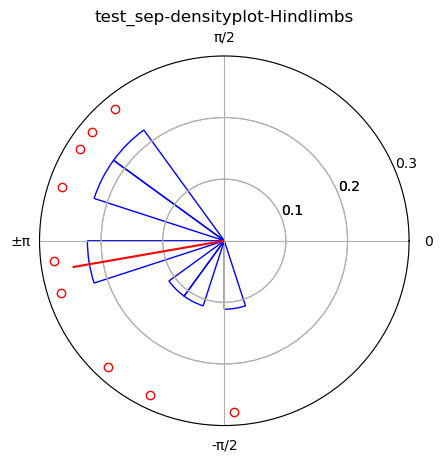 test_sep-densityplot-Hindlimbs
π/2
0.3
0.2
0.1
±π
0
-π/2